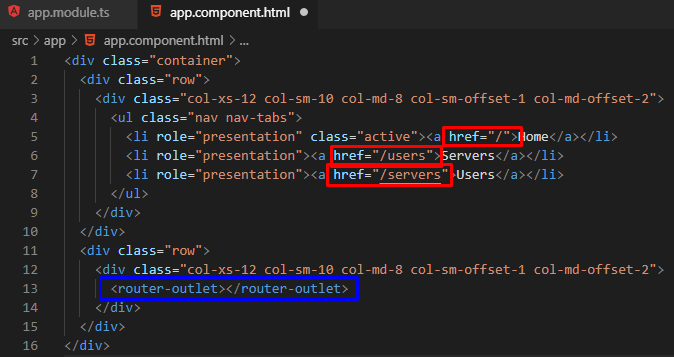 app.module.ts app.component.html
src > app > app.component.html > ...
1 <div class="container">
2 <div class="row">
3 <div class="col-xs-12 col-sm-10 col-md-8 col-sm-offset-1 col-md-offset-2">
4 <ul class="nav nav-tabs">
5 <li role="presentation" class="active"><a href="/">Home</a></li>
6 <li role="presentation"><a href="/users">Servers</a></li>
7 <li role="presentation"><a href="/servers">Users</a></li>
8 </ul>
9 </div>
10 </div>
11 <div class="row">
12 <div class="col-xs-12 col-sm-10 col-md-8 col-sm-offset-1 col-md-offset-2">
13 <router-outlet></router-outlet>
14 </div>
15 </div>
16 </div>